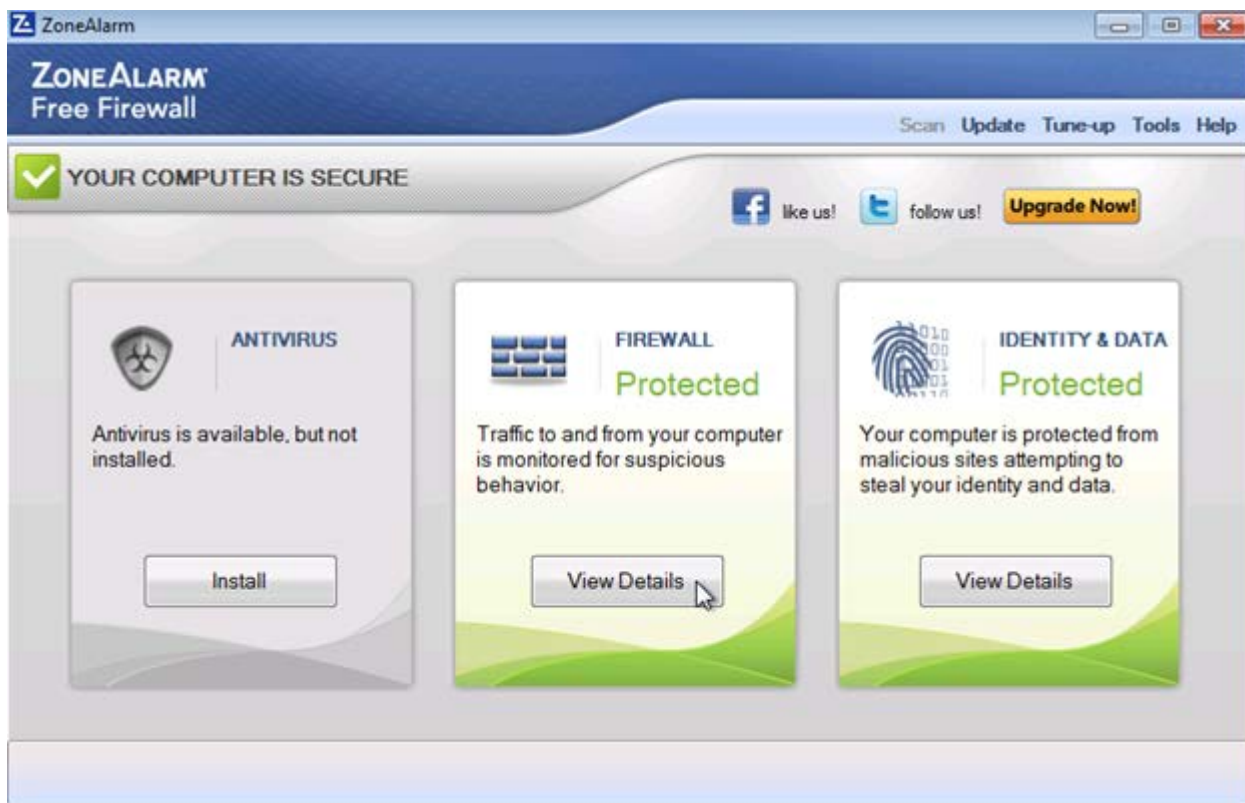 ZoneAlarm
ZONEALARM
Free Firewall
Scan Update Tune-up Tools Help
YOUR COMPUTER IS SECURE
like us! follow us! Upgrade Now!
ANTIVIRUS
Antivirus is available, but not
installed.
Install
FIREWALL
Protected
Traffic to and from your computer
is monitored for suspicious
behavior.
View Details
IDENTITY & DATA
Protected
Your computer is protected from
malicious sites attempting to
steal your identity and data.
View Details